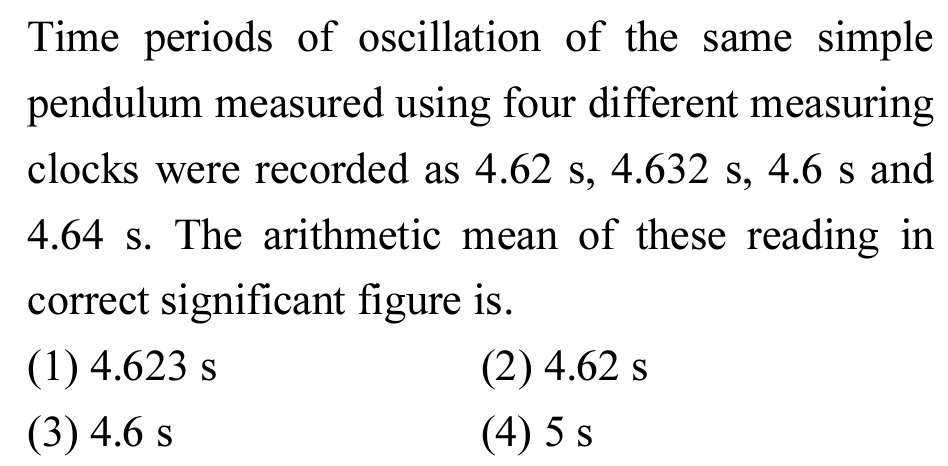 Time periods of oscillation of the same simple
pendulum measured using four different measuring
clocks were recorded as 4.62 s, 4.632 s, 4.6 s and
4.64 s. The arithmetic mean of these reading in
correct significant figure is.
(1) 4.623 s (2) 4.62 s
(3) 4.6 s (4) 5 s